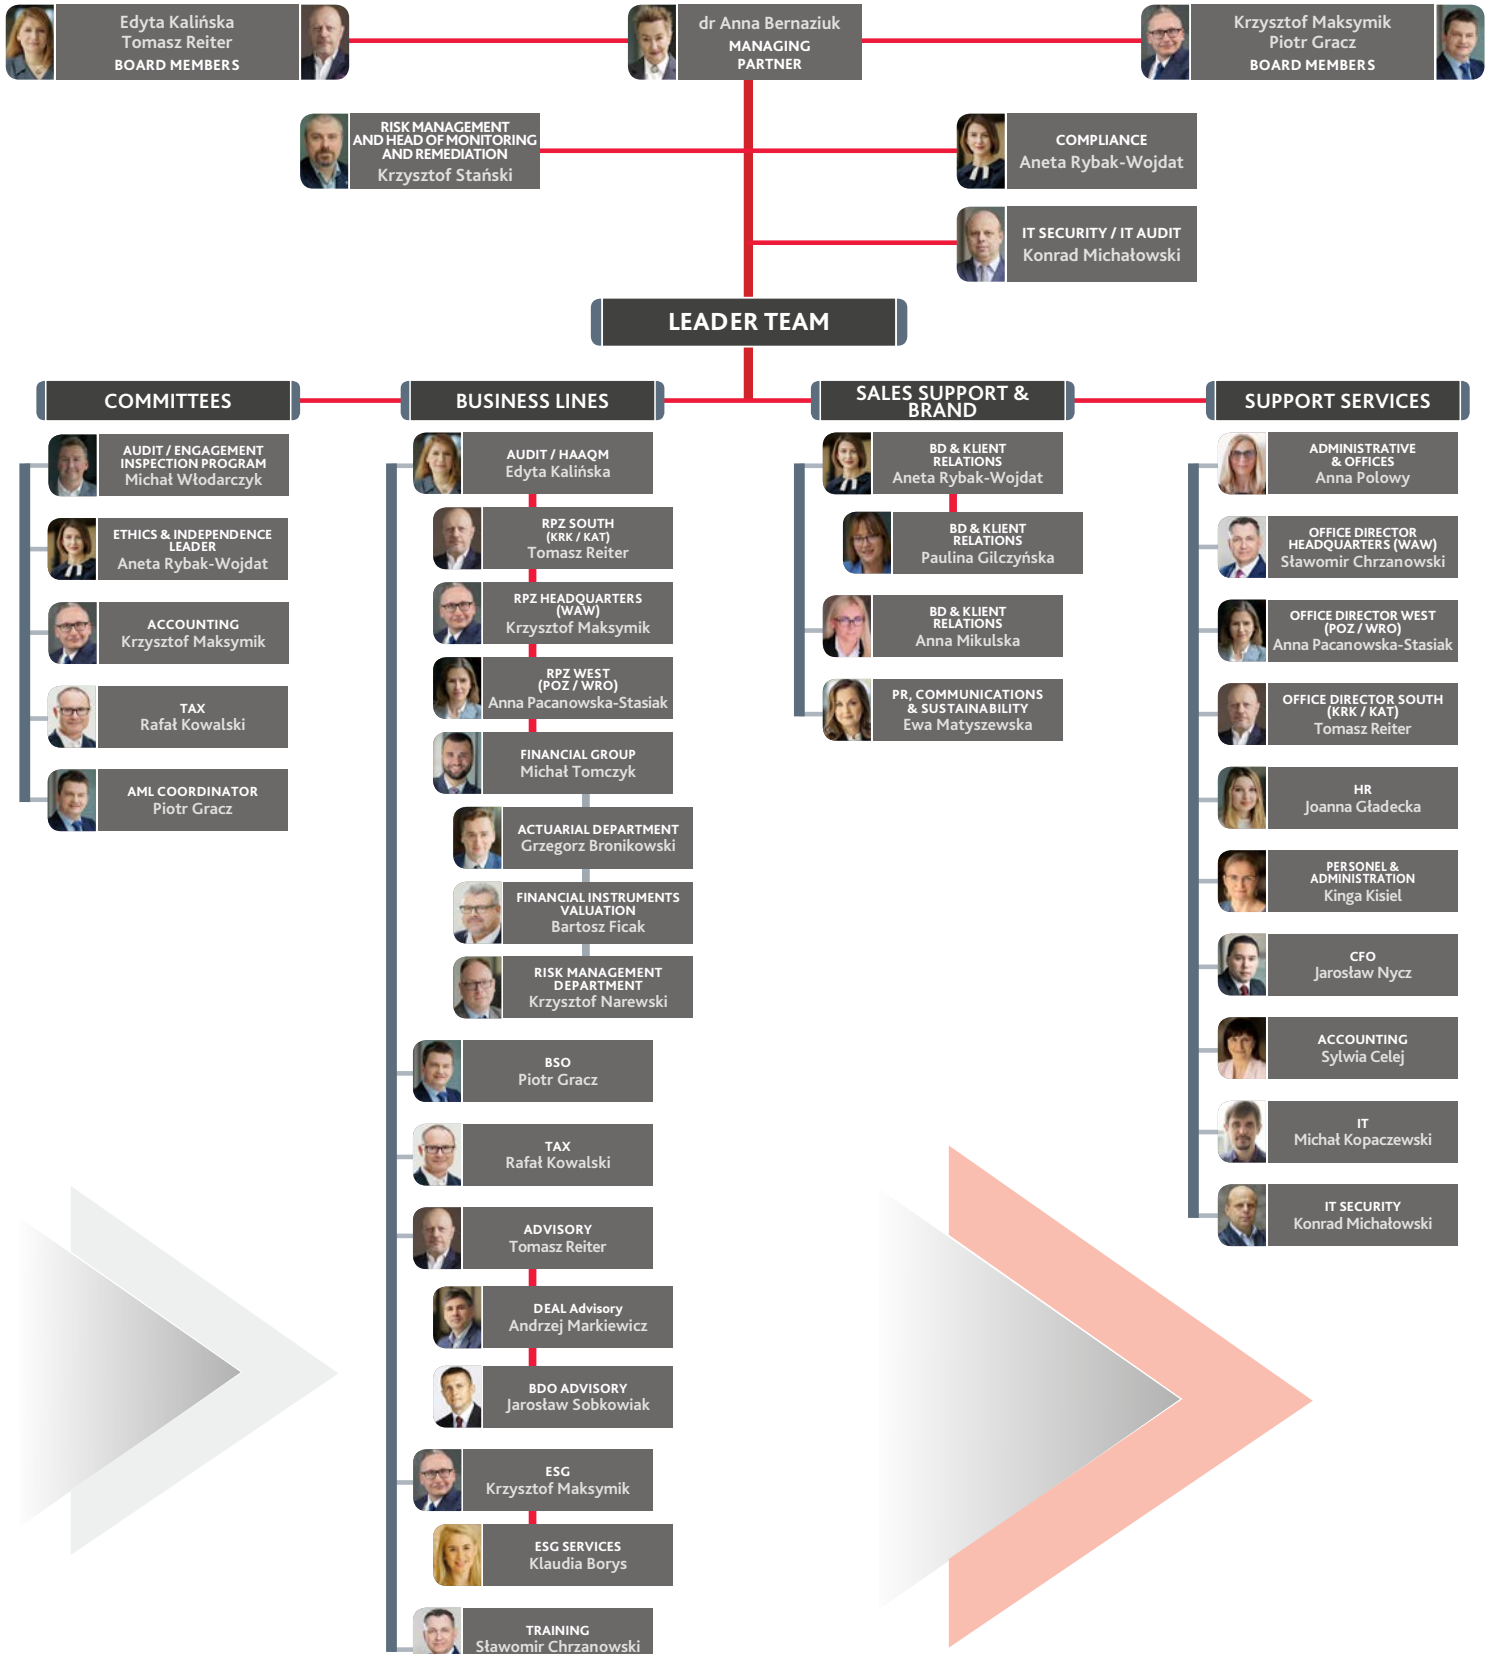 Edyta Kalińska
Tomasz Reiter
BOARD MEMBERS
dr Anna Bernaziuk
MANAGING
PARTNER
Krzysztof Maksymik
Piotr Gracz
BOARD MEMBERS
RISK MANAGEMENT
AND HEAD OF MONITORING
AND REMEDIATION
Krzysztof Stański
COMPLIANCE
Aneta Rybak-Wojdat
IT SECURITY / IT AUDIT
Konrad Michałowski
LEADER TEAM
COMMITTEES
AUDIT / ENGAGEMENT
INSPECTION PROGRAM
Michał Włodarczyk
ETHICS & INDEPENDENCE
LEADER
Aneta Rybak-Wojdat
ACCOUNTING
Krzysztof Maksymik
TAX
Rafał Kowalski
AML COORDINATOR
Piotr Gracz
BUSINESS LINES
AUDIT / HAAQM
Edyta Kalińska
RPZ SOUTH
(KRK / KAT)
Tomasz Reiter
RPZ HEADQUARTERS
(WAW)
Krzysztof Maksymik
RPZ WEST
(POZ / WRO)
Anna Pacanowska-Stasiak
FINANCIAL GROUP
Michał Tomczyk
ACTUARIAL DEPARTMENT
Grzegorz Bronikowski
FINANCIAL INSTRUMENTS
VALUATION
Bartosz Ficak
RISK MANAGEMENT
DEPARTMENT
Krzysztof Narewski
BSO
Piotr Gracz
TAX
Rafał Kowalski
ADVISORY
Tomasz Reiter
DEAL Advisory
Andrzej Markiewicz
BDO ADVISORY
Jarosław Sobkowiak
ESG
Krzysztof Maksymik
ESG SERVICES
Klaudia Borys
TRAINING
Sławomir Chrzanowski
SALES SUPPORT &
BRAND
BD & KLIENT
RELATIONS
Aneta Rybak-Wojdat
BD & KLIENT
RELATIONS
Paulina Gilczyńska
BD & KLIENT
RELATIONS
Anna Mikulska
PR, COMMUNICATIONS
& SUSTAINABILITY
Ewa Matyszewska
SUPPORT SERVICES
ADMINISTRATIVE
& OFFICES
Anna Polowy
OFFICE DIRECTOR
HEADQUARTERS (WAW)
Sławomir Chrzanowski
OFFICE DIRECTOR WEST
(POZ / WRO)
Anna Pacanowska-Stasiak
OFFICE DIRECTOR SOUTH
(KRK / KAT)
Tomasz Reiter
HR
Joanna Gładecka
PERSONEL &
ADMINISTRATION
Kinga Kisiel
CFO
Jarosław Nycz
ACCOUNTING
Sylwia Celej
IT
Michał Kopaczewski
IT SECURITY
Konrad Michałowski